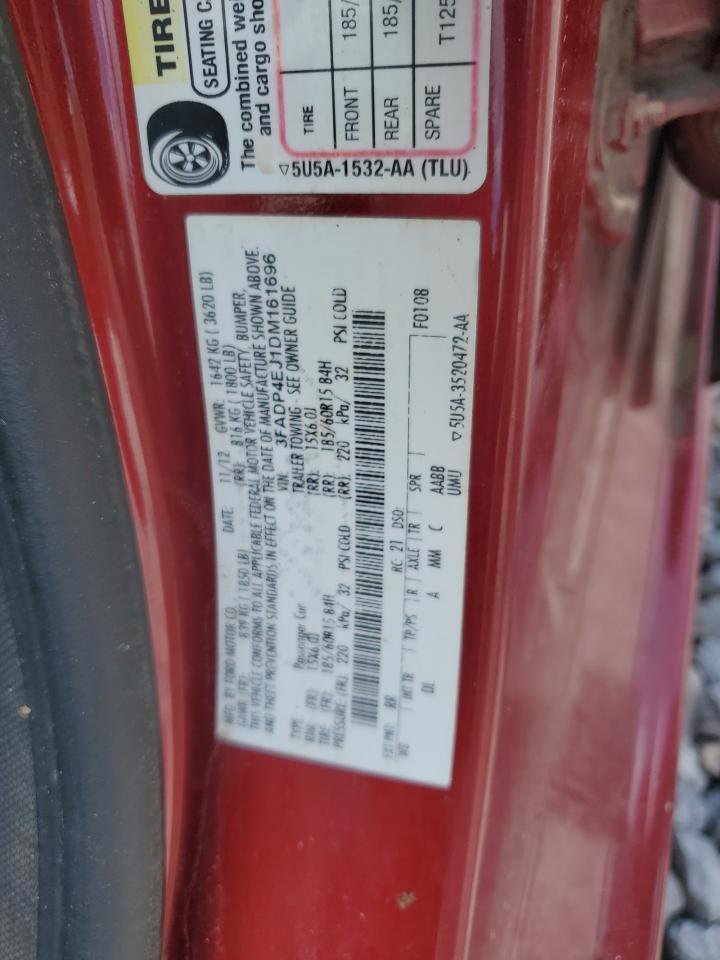 TIRE
SEATING C
The combined wei
and cargo sho
TIRE
FRONT 185/
REAR 185/
SPARE T125
5U5A-1532-AA (TLU)
MFD. BY FORD MOTOR CO. DATE: 11/12 GVWR: 1642 KG ( 3620 LB)
GAWR (FR): 839 KG (1850 LB) (RR): 816 KG ( 1800 LB)
THIS VEHICLE CONFORMS TO ALL APPLICABLE FEDERAL MOTOR VEHICLE SAFETY, BUMPER,
AND THEFT PREVENTION STANDARDS IN EFFECT ON THE DATE OF MANUFACTURE SHOWN ABOVE.
VIN: 3FADP4EJ1DM161696
TYPE: Passenger Car TRAILER TOWING - SEE OWNER GUIDE
RIM: (FR): 15X6.0J (RR): 15X6.0J
TIRE: (FR): 185/60R15 84H (RR): 185/60R15 84H
PRESSURE: (FR): 220 kPa/ 32 PSI COLD (RR): 220 kPa/ 32 PSI COLD
EXT PNT: RR RC: 21 DSO: F0108
WS INT TR TP/PS R AXLE TR SPR
DL A MM C AABB
UMU
5U5A-3520472-AA